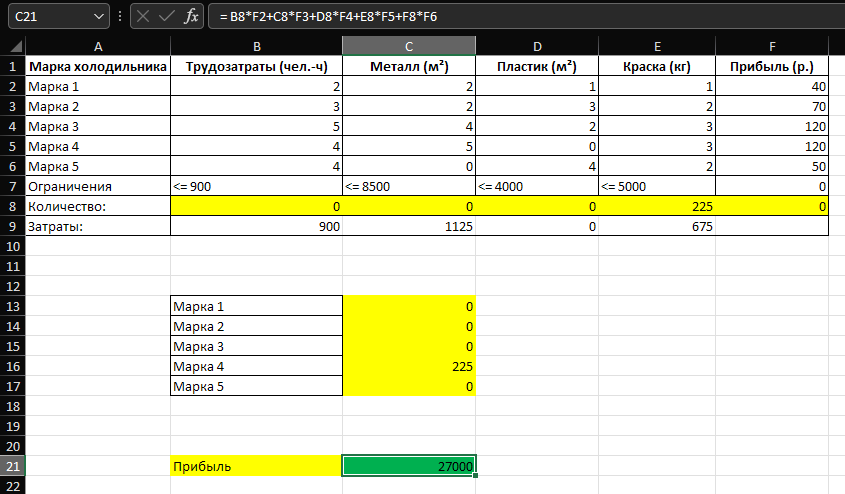 C21 fx = B8*F2+C8*F3+D8*F4+E8*F5+F8*F6
A B C D E F
1 Марка холодильника Трудозатраты (чел.-ч) Металл (м²) Пластик (м²) Краска (кг) Прибыль (р.)
2 Марка 1 2 2 1 1 40
3 Марка 2 3 2 3 2 70
4 Марка 3 5 4 2 3 120
5 Марка 4 4 5 0 3 120
6 Марка 5 4 0 4 2 50
7 Ограничения <= 900 <= 8500 <= 4000 <= 5000 0
8 Количество: 0 0 0 225 0
9 Затраты: 900 1125 0 675
10
11
12
13 Марка 1 0
14 Марка 2 0
15 Марка 3 0
16 Марка 4 225
17 Марка 5 0
18
19
20
21 Прибыль 27000
22